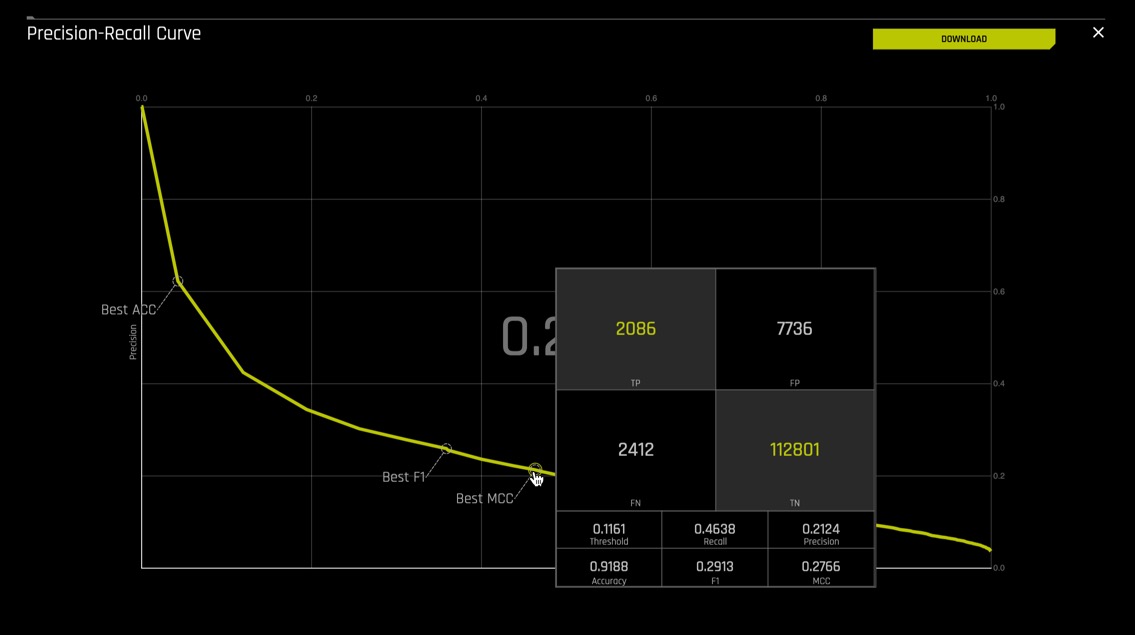 Precision-Recall Curve
DOWNLOAD
0.0 0.2 0.4 0.6 0.8 1.0
1.0
0.8
0.6
Best ACC
Precision
0.2
0.4
Best F1
0.2
Best MCC
0.0
2086 7736
TP FP
2412 112801
FN TN
0.1161 0.4638 0.2124
Threshold Recall Precision
0.9188 0.2913 0.2766
Accuracy F1 MCC